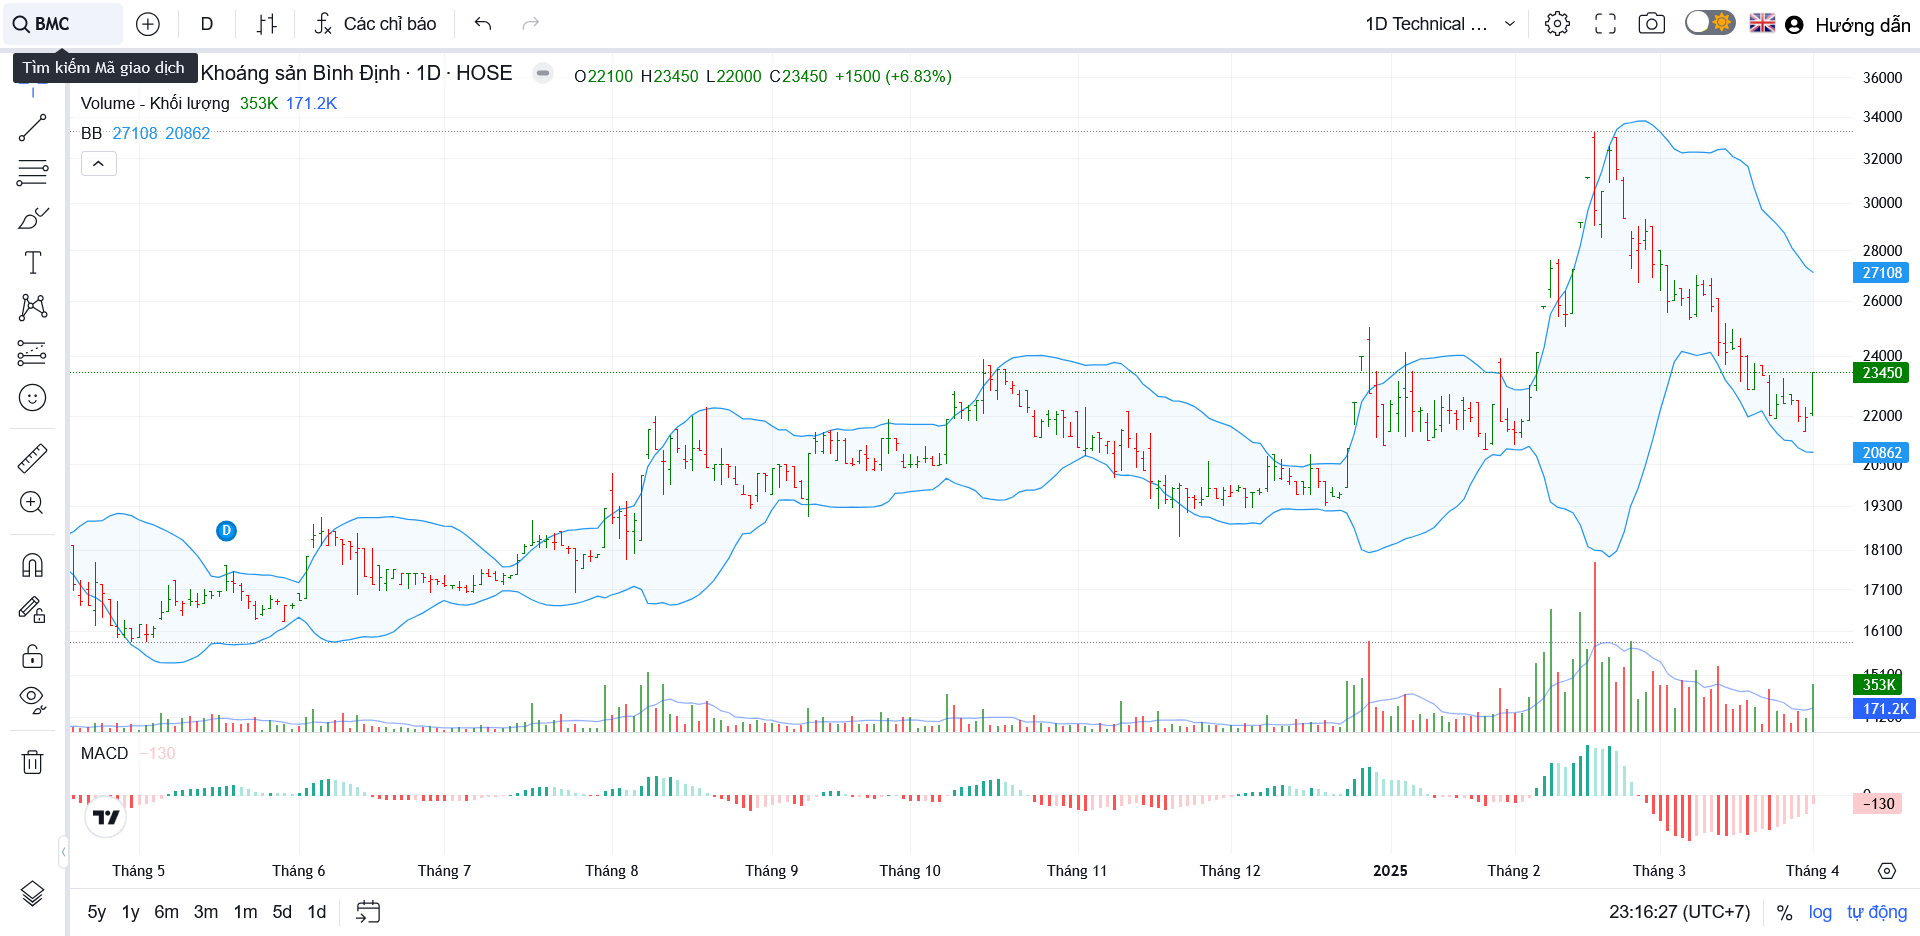 BMC
D
Các chỉ báo
1D Technical ...
Hướng dẫn
Tìm kiếm Mã giao dịch
Khoáng sản Bình Định · 1D · HOSE
O22100 H23450 L22000 C23450 +1500 (+6.83%)
Volume - Khối lượng 353K 171.2K
BB 27108 20862
36000
34000
32000
30000
28000
27108
26000
24000
23450
22000
20862
20500
19300
18100
17100
16100
15100
353K
171.2K
D
MACD −130
0
−130
Tháng 5
Tháng 6
Tháng 7
Tháng 8
Tháng 9
Tháng 10
Tháng 11
Tháng 12
2025
Tháng 2
Tháng 3
Tháng 4
5y 1y 6m 3m 1m 5d 1d
23:16:27 (UTC+7)
%
log
tự động